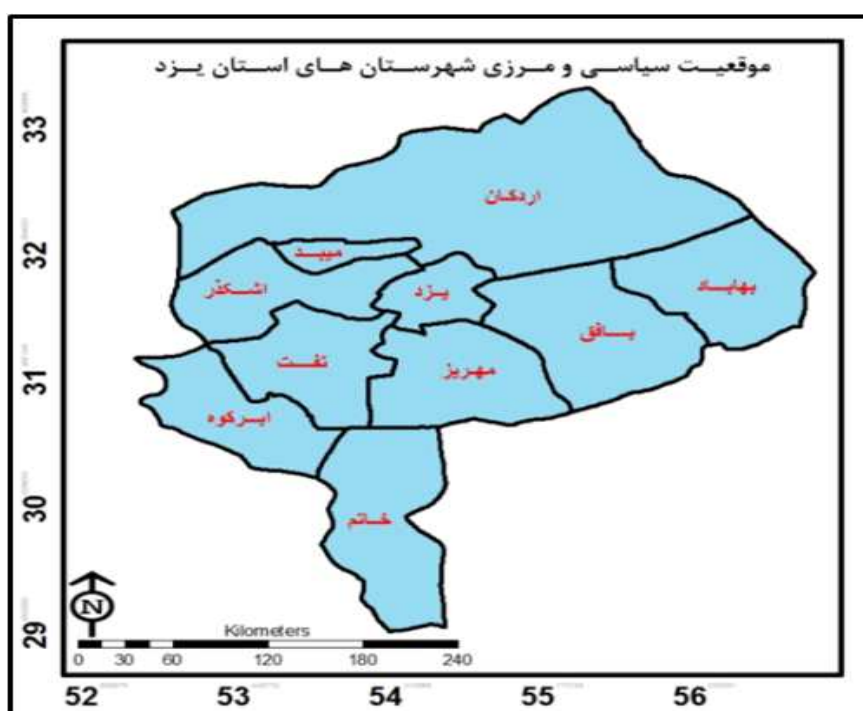 موقعیت سیاسی و مرزی شهرستان های استان یزد
33
اردکان
32
میبد
اشکذر
یزد
بهاباد
بافق
31
تفت
مهریز
ابرکوه
30
خاتم
N
29
Kilometers
0 30 60 120 180 240
52 53 54 55 56